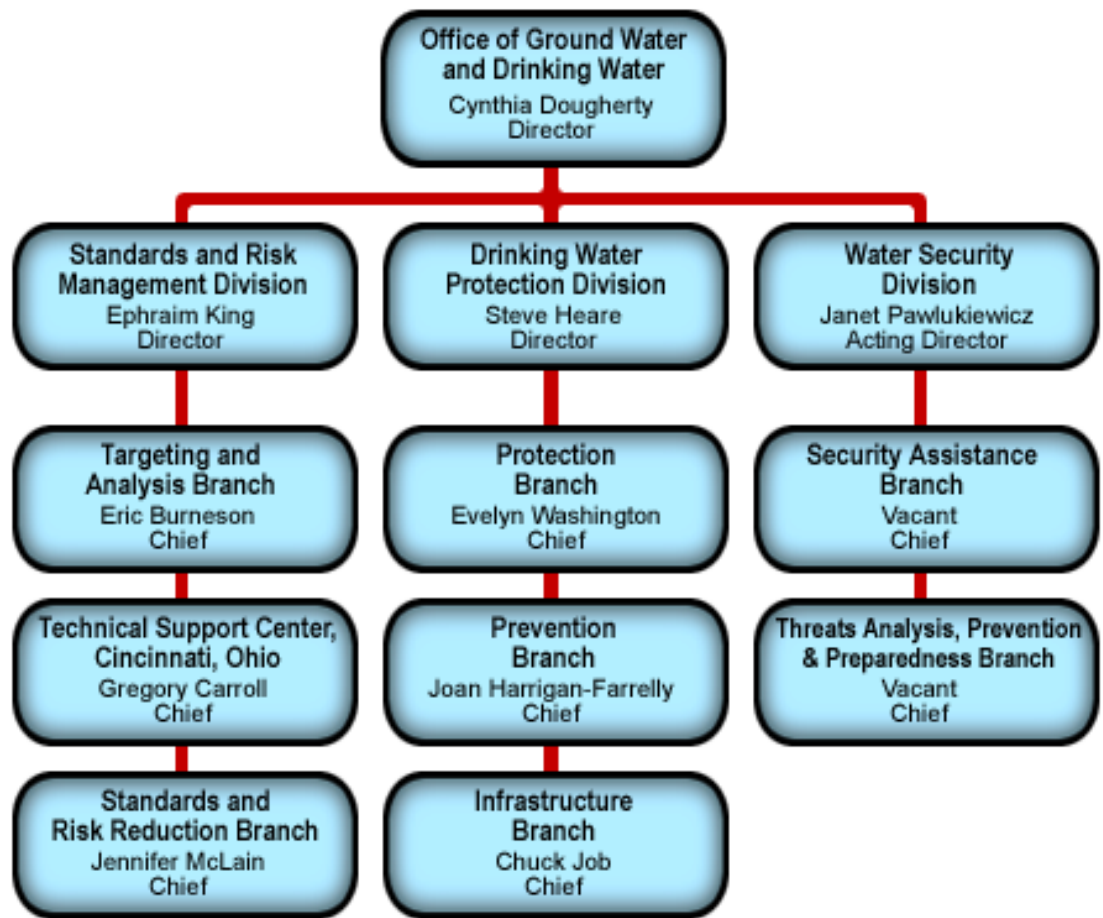 Office of Ground Water
and Drinking Water
Cynthia Dougherty
Director
Standards and Risk
Management Division
Ephraim King
Director
Drinking Water
Protection Division
Steve Heare
Director
Water Security
Division
Janet Pawlukiewicz
Acting Director
Targeting and
Analysis Branch
Eric Burneson
Chief
Protection
Branch
Evelyn Washington
Chief
Security Assistance
Branch
Vacant
Chief
Technical Support Center,
Cincinnati, Ohio
Gregory Carroll
Chief
Prevention
Branch
Joan Harrigan-Farrelly
Chief
Threats Analysis, Prevention
& Preparedness Branch
Vacant
Chief
Standards and
Risk Reduction Branch
Jennifer McLain
Chief
Infrastructure
Branch
Chuck Job
Chief